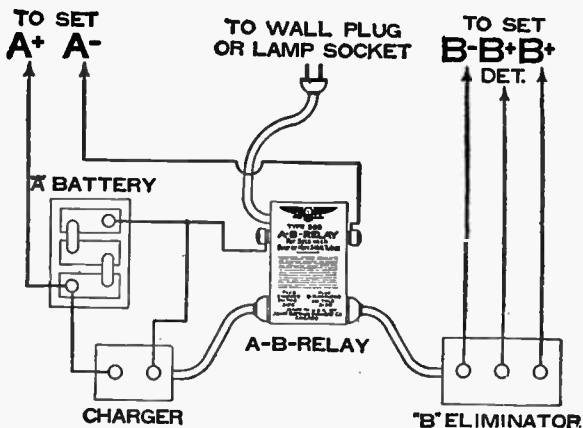 TO SET
A+ A-
TO WALL PLUG
OR LAMP SOCKET
TO SET
B- B+ B+
DET.
"A" BATTERY
A-B-RELAY
A-B-RELAY
CHARGER
"B" ELIMINATOR